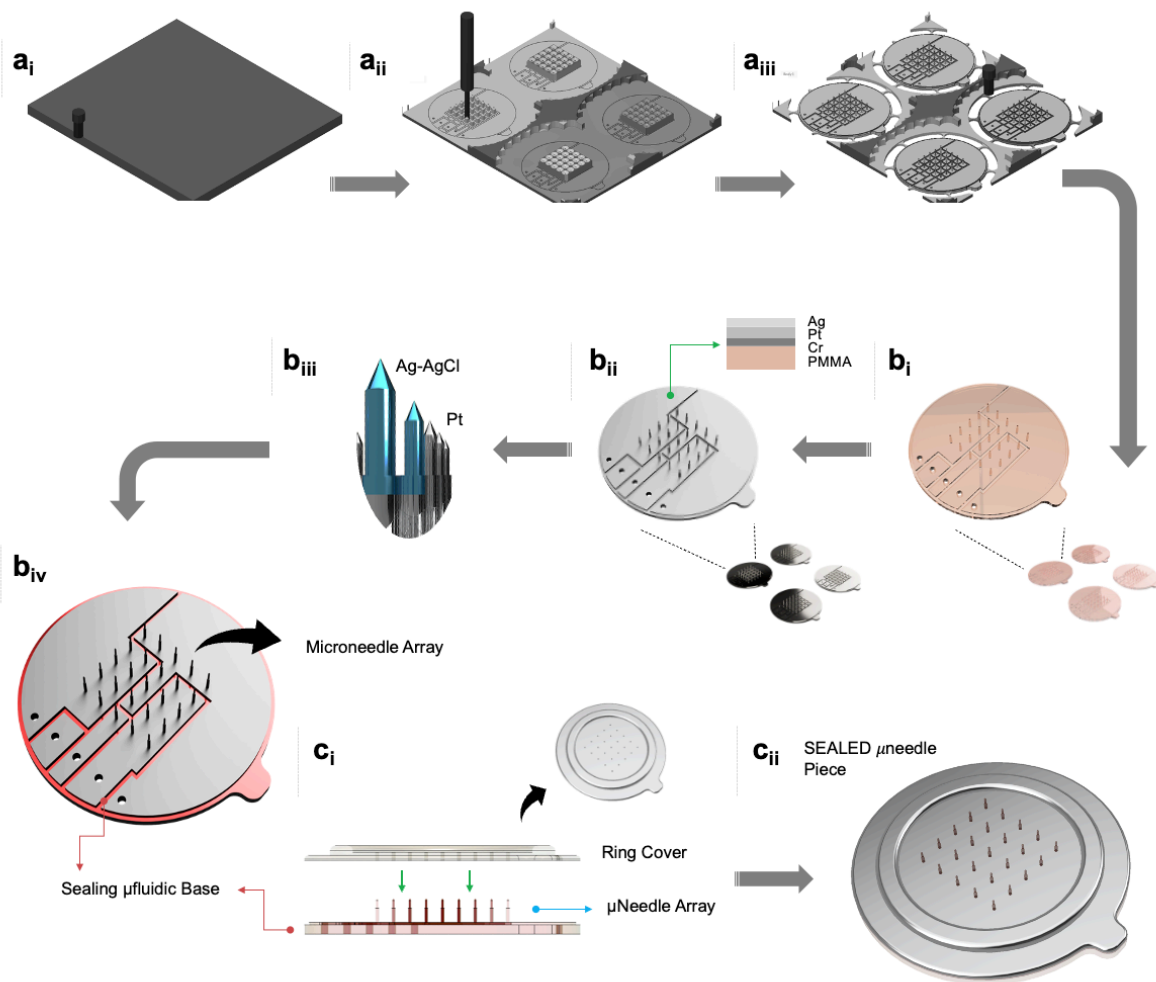 ai
aii
aiii
Ag
Pt
Cr
PMMA
biii
Ag-AgCl
Pt
bii
bi
biv
Microneedle Array
ci
cii
SEALED μneedle
Piece
Ring Cover
Sealing μfluidic Base
μNeedle Array